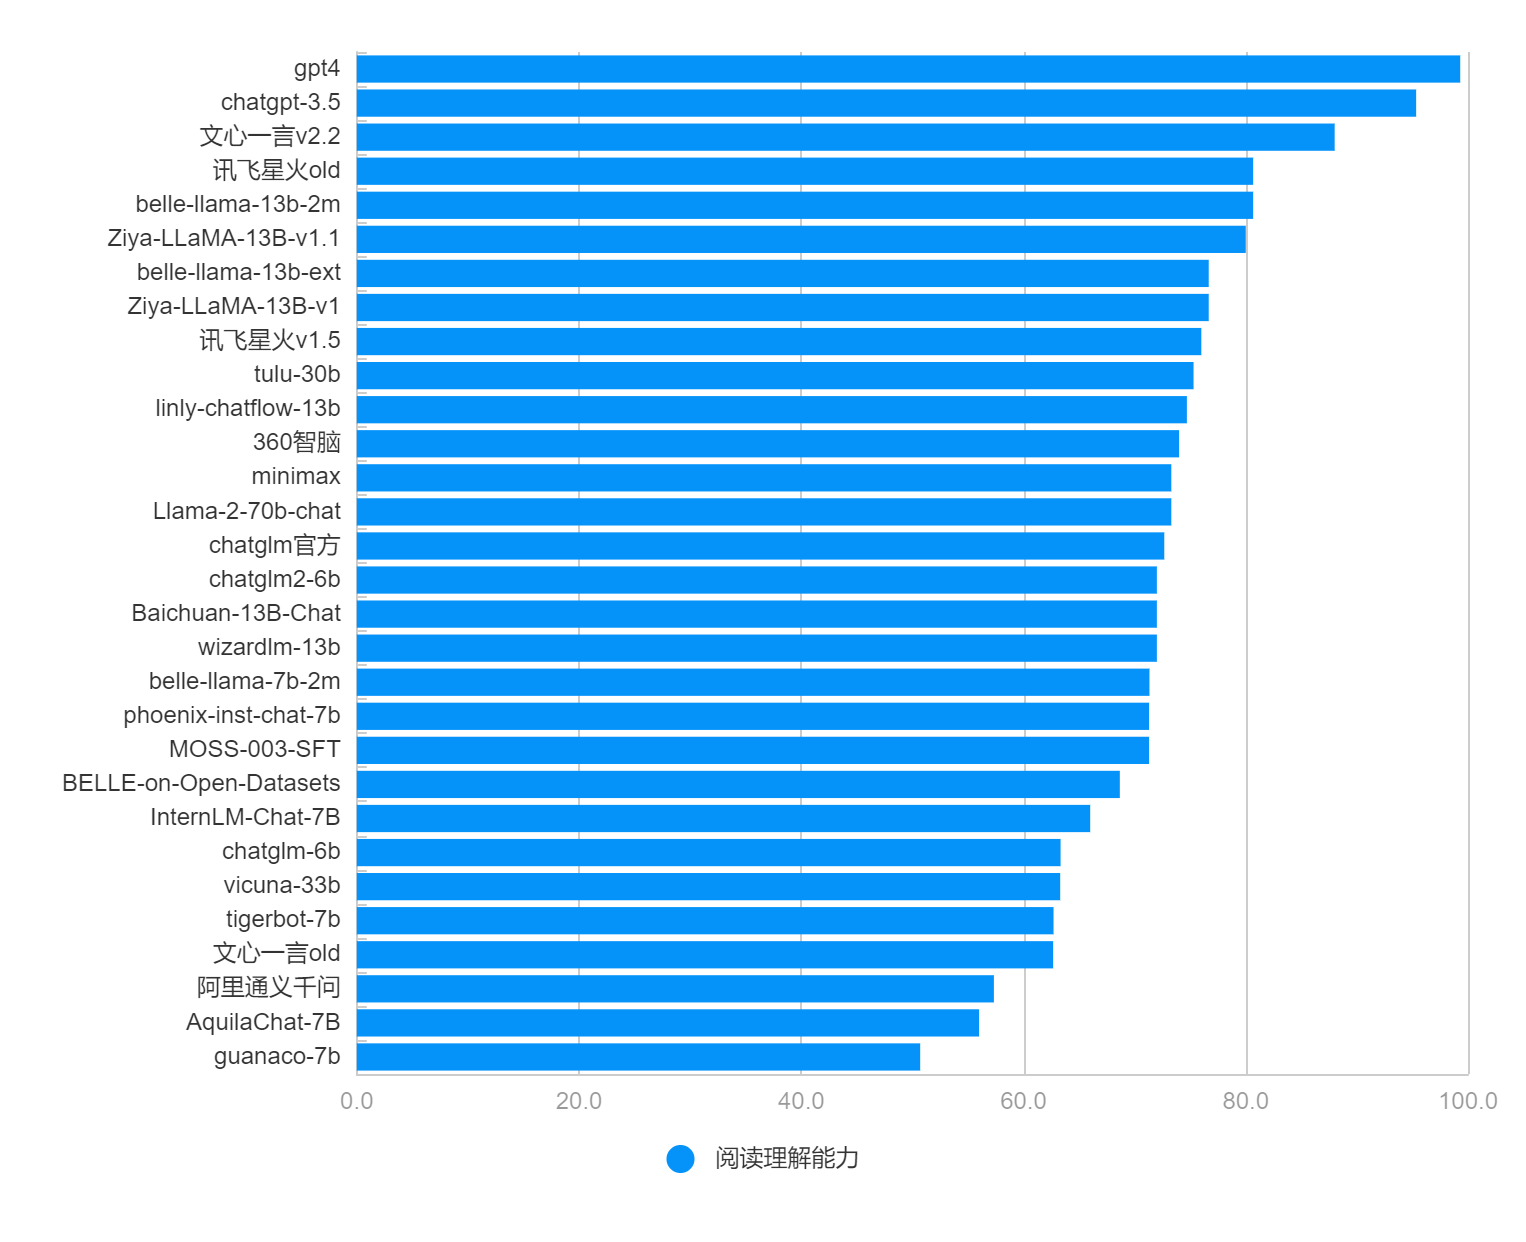 gpt4
chatgpt-3.5
文心一言v2.2
讯飞星火old
belle-llama-13b-2m
Ziya-LLaMA-13B-v1.1
belle-llama-13b-ext
Ziya-LLaMA-13B-v1
讯飞星火v1.5
tulu-30b
linly-chatflow-13b
360智脑
minimax
Llama-2-70b-chat
chatglm官方
chatglm2-6b
Baichuan-13B-Chat
wizardlm-13b
belle-llama-7b-2m
phoenix-inst-chat-7b
MOSS-003-SFT
BELLE-on-Open-Datasets
InternLM-Chat-7B
chatglm-6b
vicuna-33b
tigerbot-7b
文心一言old
阿里通义千问
AquilaChat-7B
guanaco-7b
0.0 20.0 40.0 60.0 80.0 100.0
阅读理解能力